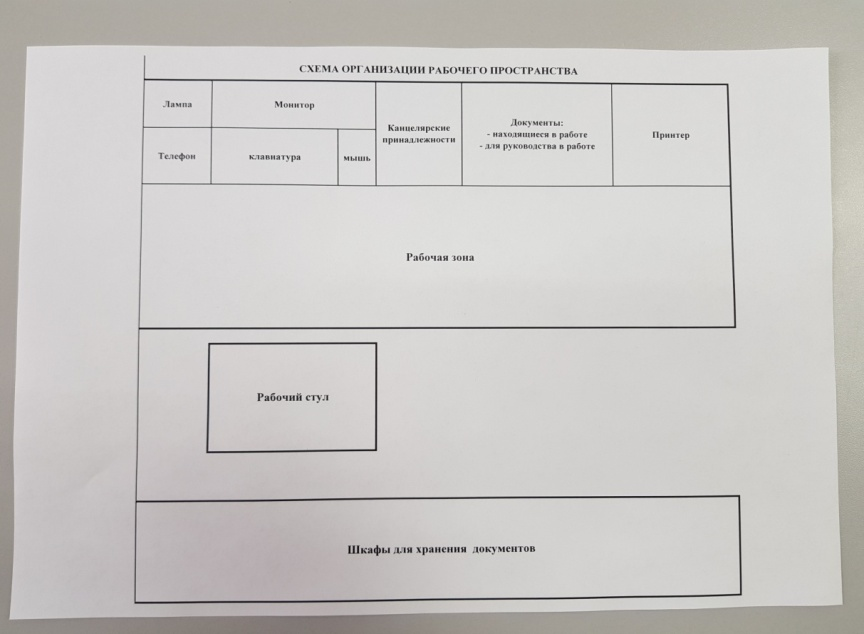 СХЕМА ОРГАНИЗАЦИИ РАБОЧЕГО ПРОСТРАНСТВА
Лампа
Монитор
Канцелярские
принадлежности
Документы:
- находящиеся в работе
- для руководства в работе
Принтер
Телефон
клавиатура
мышь
Рабочая зона
Рабочий стул
Шкафы для хранения документов